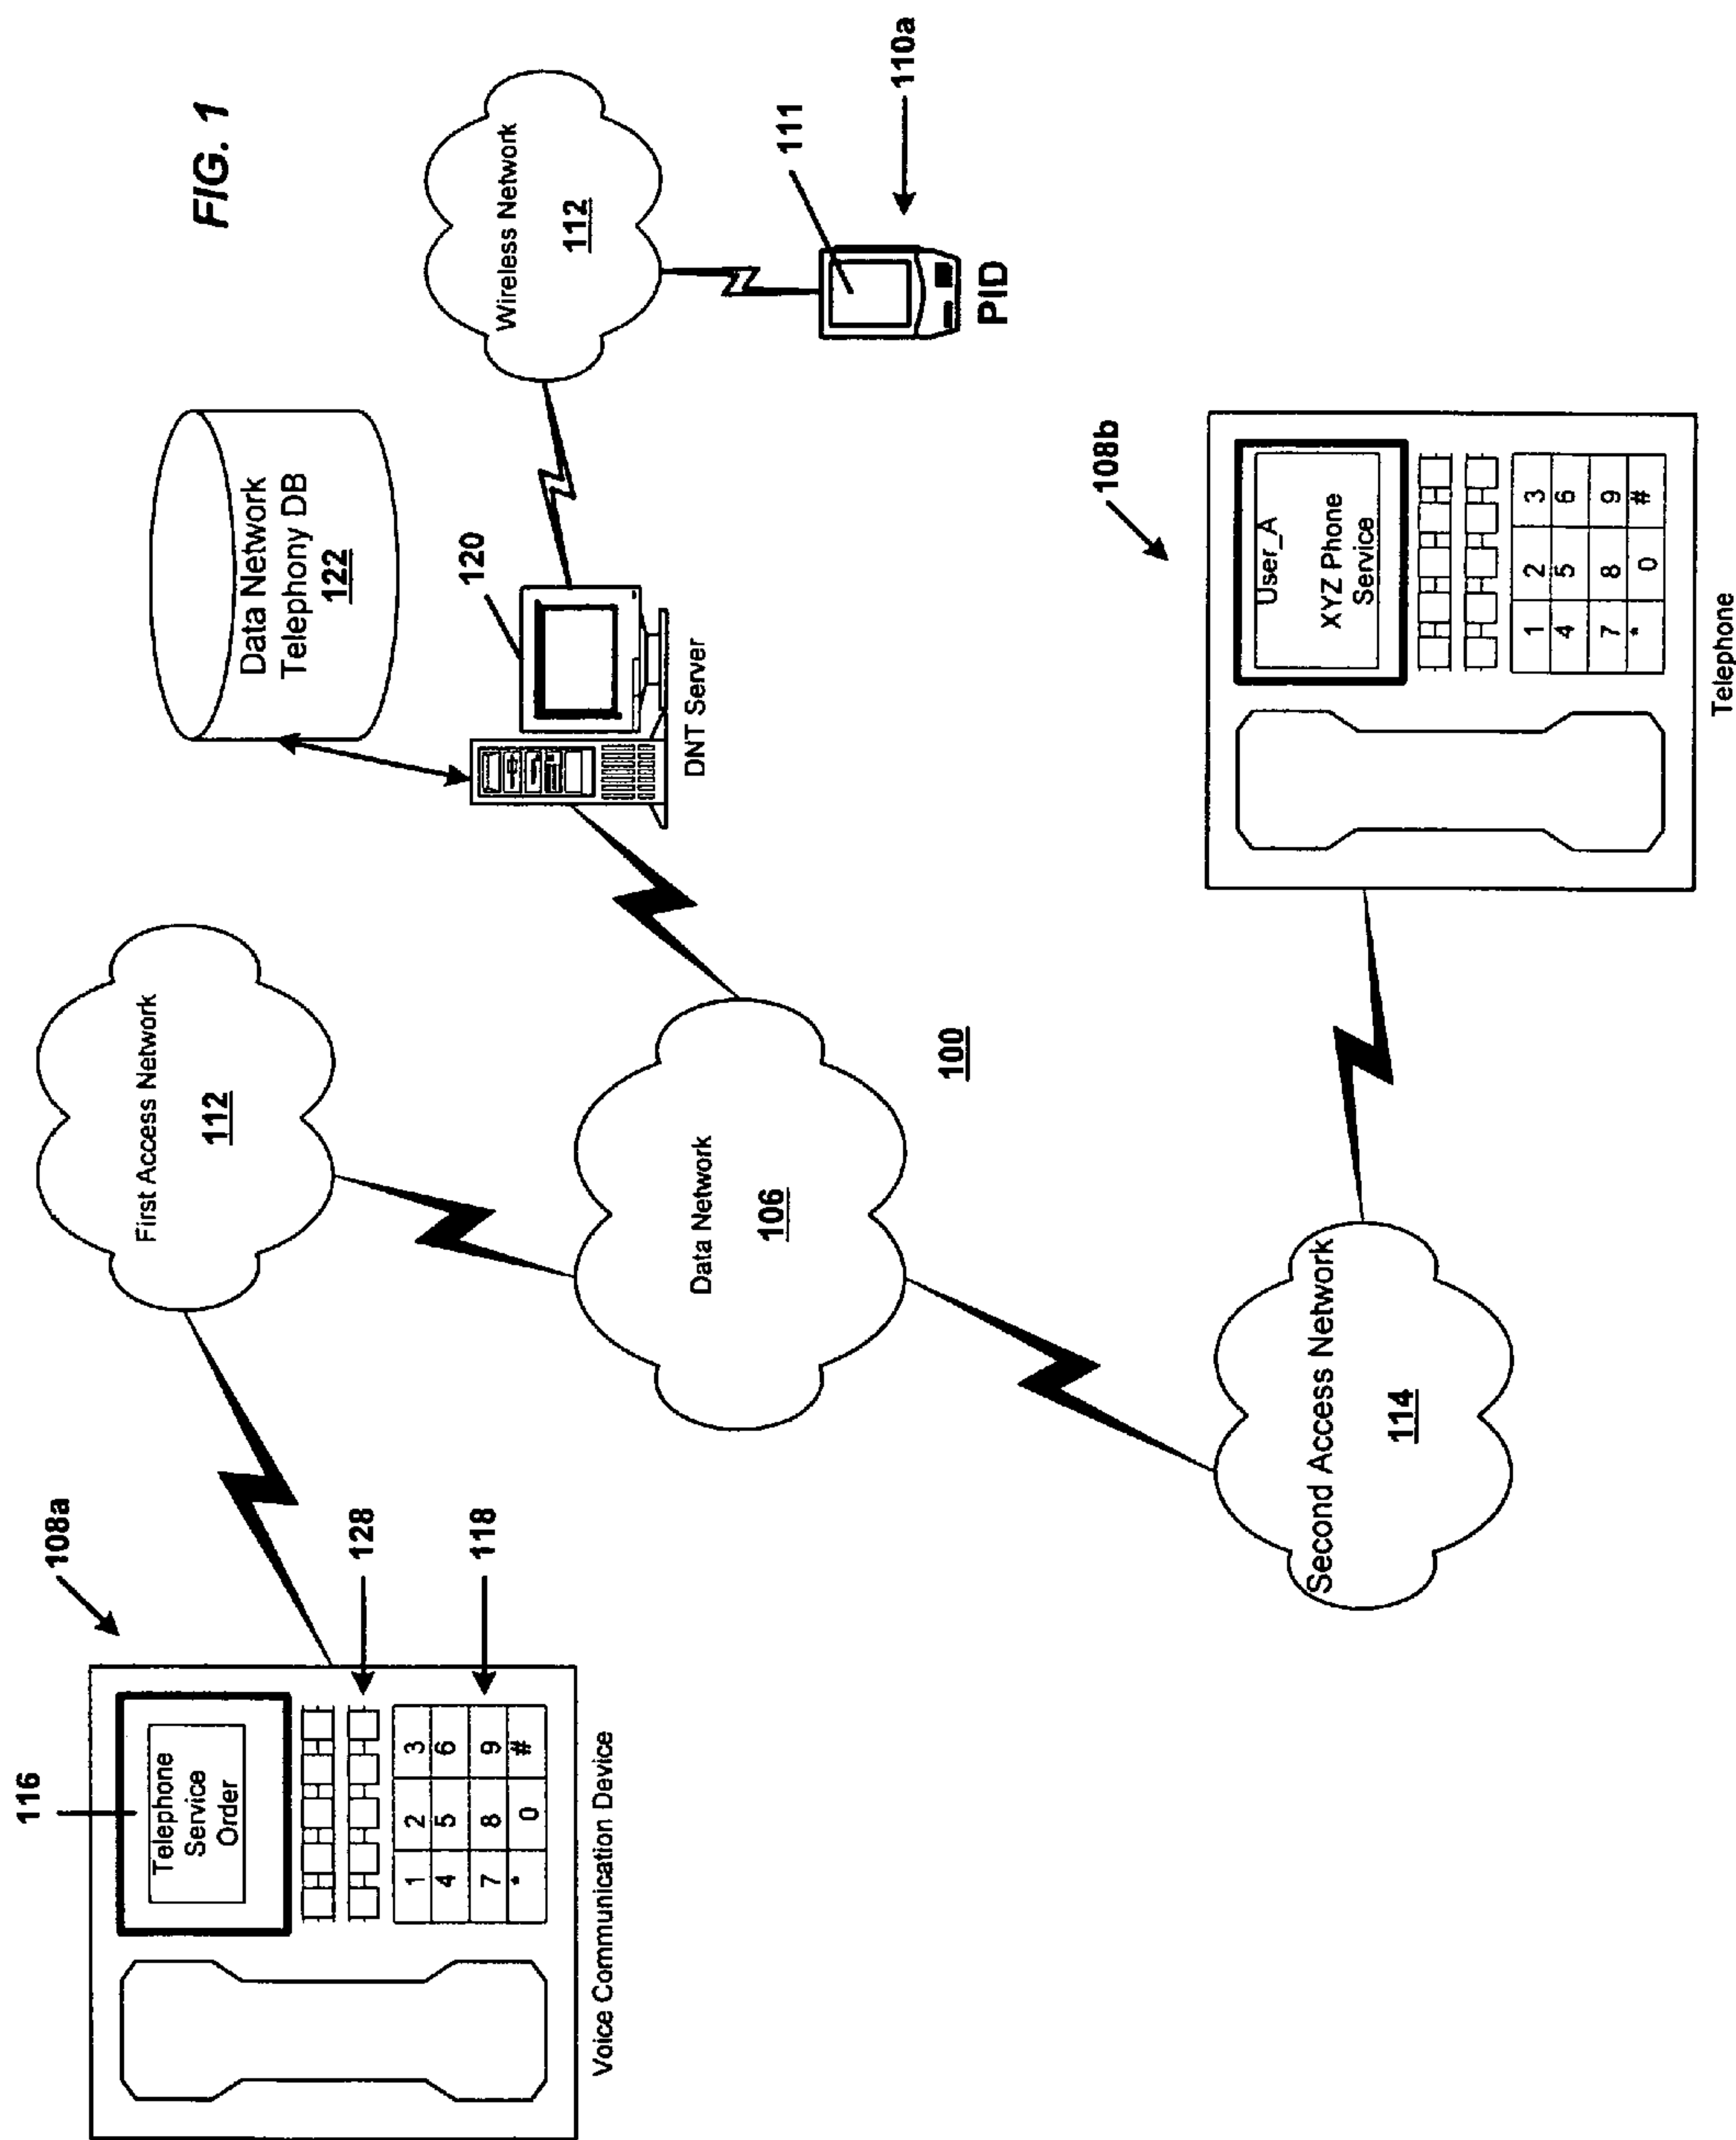 FIG. 1
116
108a
Telephone
Service
Order
128
118
1 2 3
4 5 6
7 8 9
* 0 #
Voice Communication Device
First Access Network
112
Data Network
Telephony DB
122
120
DNT Server
Wireless Network
112
111
110a
PID
Data Network
106
100
Second Access Network
114
108b
User_A
XYZ Phone
Service
1 2 3
4 5 6
7 8 9
* 0 #
Telephone